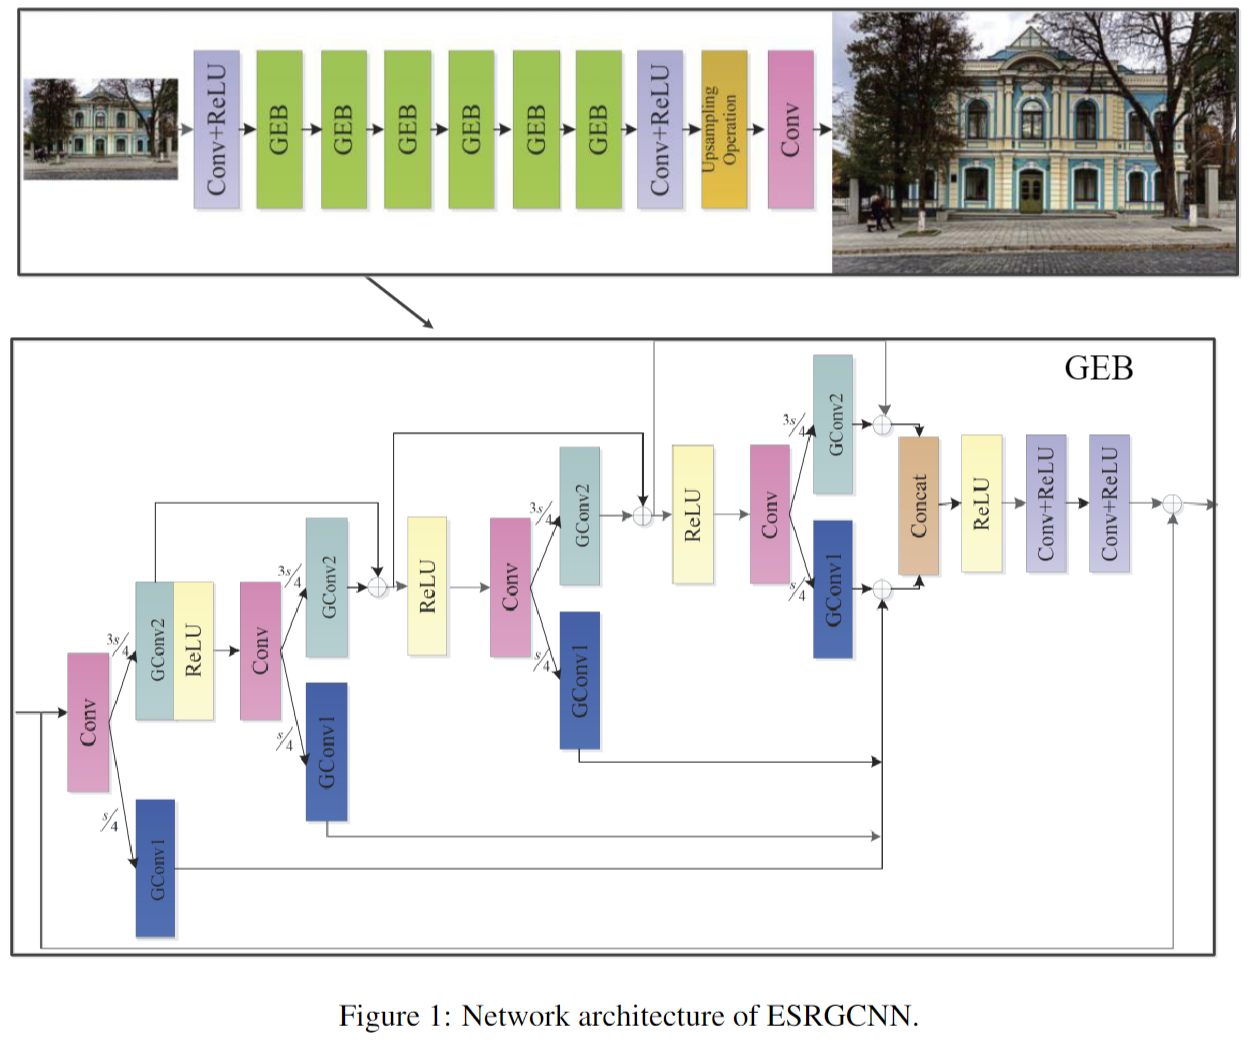 Conv+ReLU
GEB
GEB
GEB
GEB
GEB
GEB
Conv+ReLU
Upsampling
Operation
Conv
GEB
Conv
3s/4
s/4
GConv2
ReLU
GConv1
Conv
3s/4
s/4
GConv2
GConv1
ReLU
Conv
3s/4
s/4
GConv2
GConv1
ReLU
Conv
3s/4
s/4
GConv2
GConv1
Concat
ReLU
Conv+ReLU
Conv+ReLU
Figure 1: Network architecture of ESRGCNN.